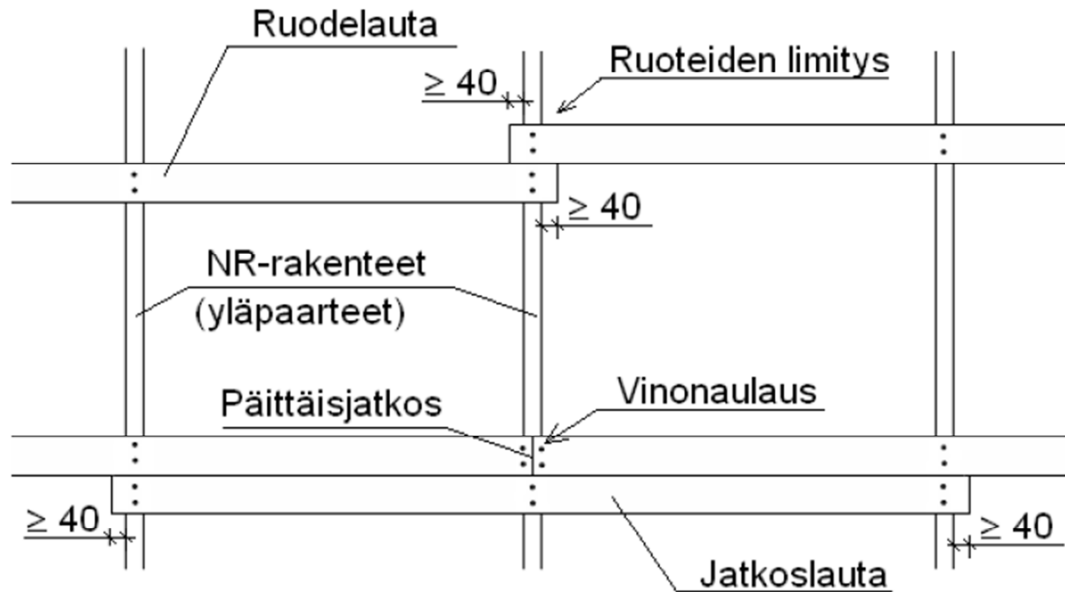 Ruodelauta
Ruoteiden limitys
≥ 40
≥ 40
NR-rakenteet
(yläpaarteet)
Päittäisjatkos
Vinonaulaus
≥ 40
≥ 40
Jatkoslauta